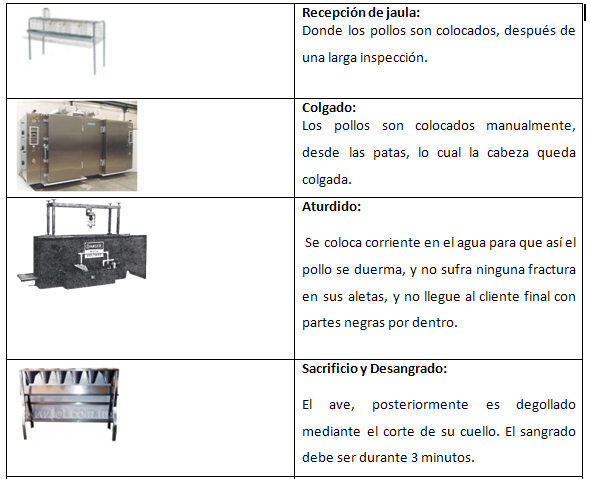 Recepción de jaula:
Donde los pollos son colocados, después de
una larga inspección.
Colgado:
Los pollos son colocados manualmente,
desde las patas, lo cual la cabeza queda
colgada.
DANGER
Aturdido:
Se coloca corriente en el agua para que así el
pollo se duerma, y no sufra ninguna fractura
en sus aletas, y no llegue al cliente final con
partes negras por dentro.
Sacrificio y Desangrado:
El ave, posteriormente es degollado
mediante el corte de su cuello. El sangrado
debe ser durante 3 minutos.